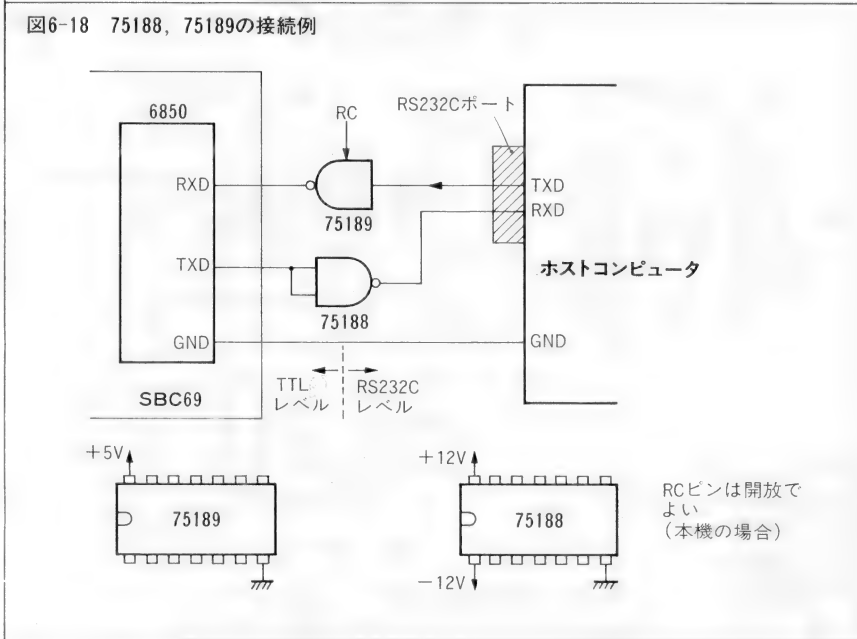 図6-18 75188, 75189の接続例
6850
RC
RS232Cポート
RXD
TXD
75189
RXD
TXD
ホストコンピュータ
75188
GND
GND
TTL
レベル
RS232C
レベル
SBC69
+5V
+12V
75189
75188
RCピンは開放で
よい
(本機の場合)
-12V